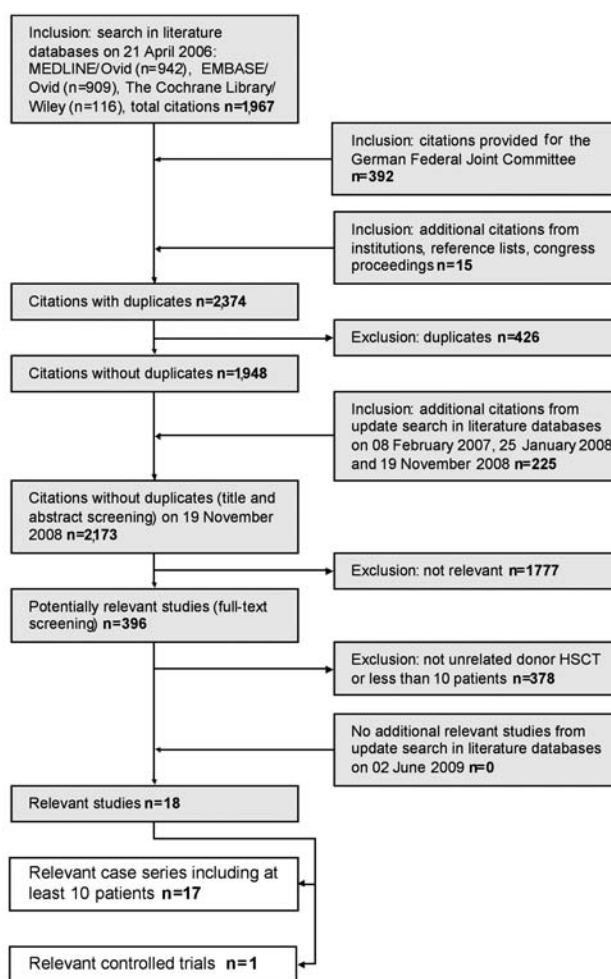 Inclusion: search in literature
databases on 21 April 2006:
MEDLINE/Ovid (n=942), EMBASE/
Ovid (n=909), The Cochrane Library/
Wiley (n=116), total citations n=1,967
Inclusion: citations provided for the
German Federal Joint Committee
n=392
Inclusion: additional citations from
institutions, reference lists, congress
proceedings n=15
Citations with duplicates n=2,374
Exclusion: duplicates n=426
Citations without duplicates n=1,948
Inclusion: additional citations from
update search in literature databases
on 08 February 2007, 25 January 2008
and 19 November 2008 n=225
Citations without duplicates (title and
abstract screening) on 19 November
2008 n=2,173
Exclusion: not relevant n=1777
Potentially relevant studies (full-text
screening) n=396
Exclusion: not unrelated donor HSCT
or less than 10 patients n=378
No additional relevant studies from
update search in literature databases
on 02 June 2009 n=0
Relevant studies n=18
Relevant case series including at
least 10 patients n=17
Relevant controlled trials n=1